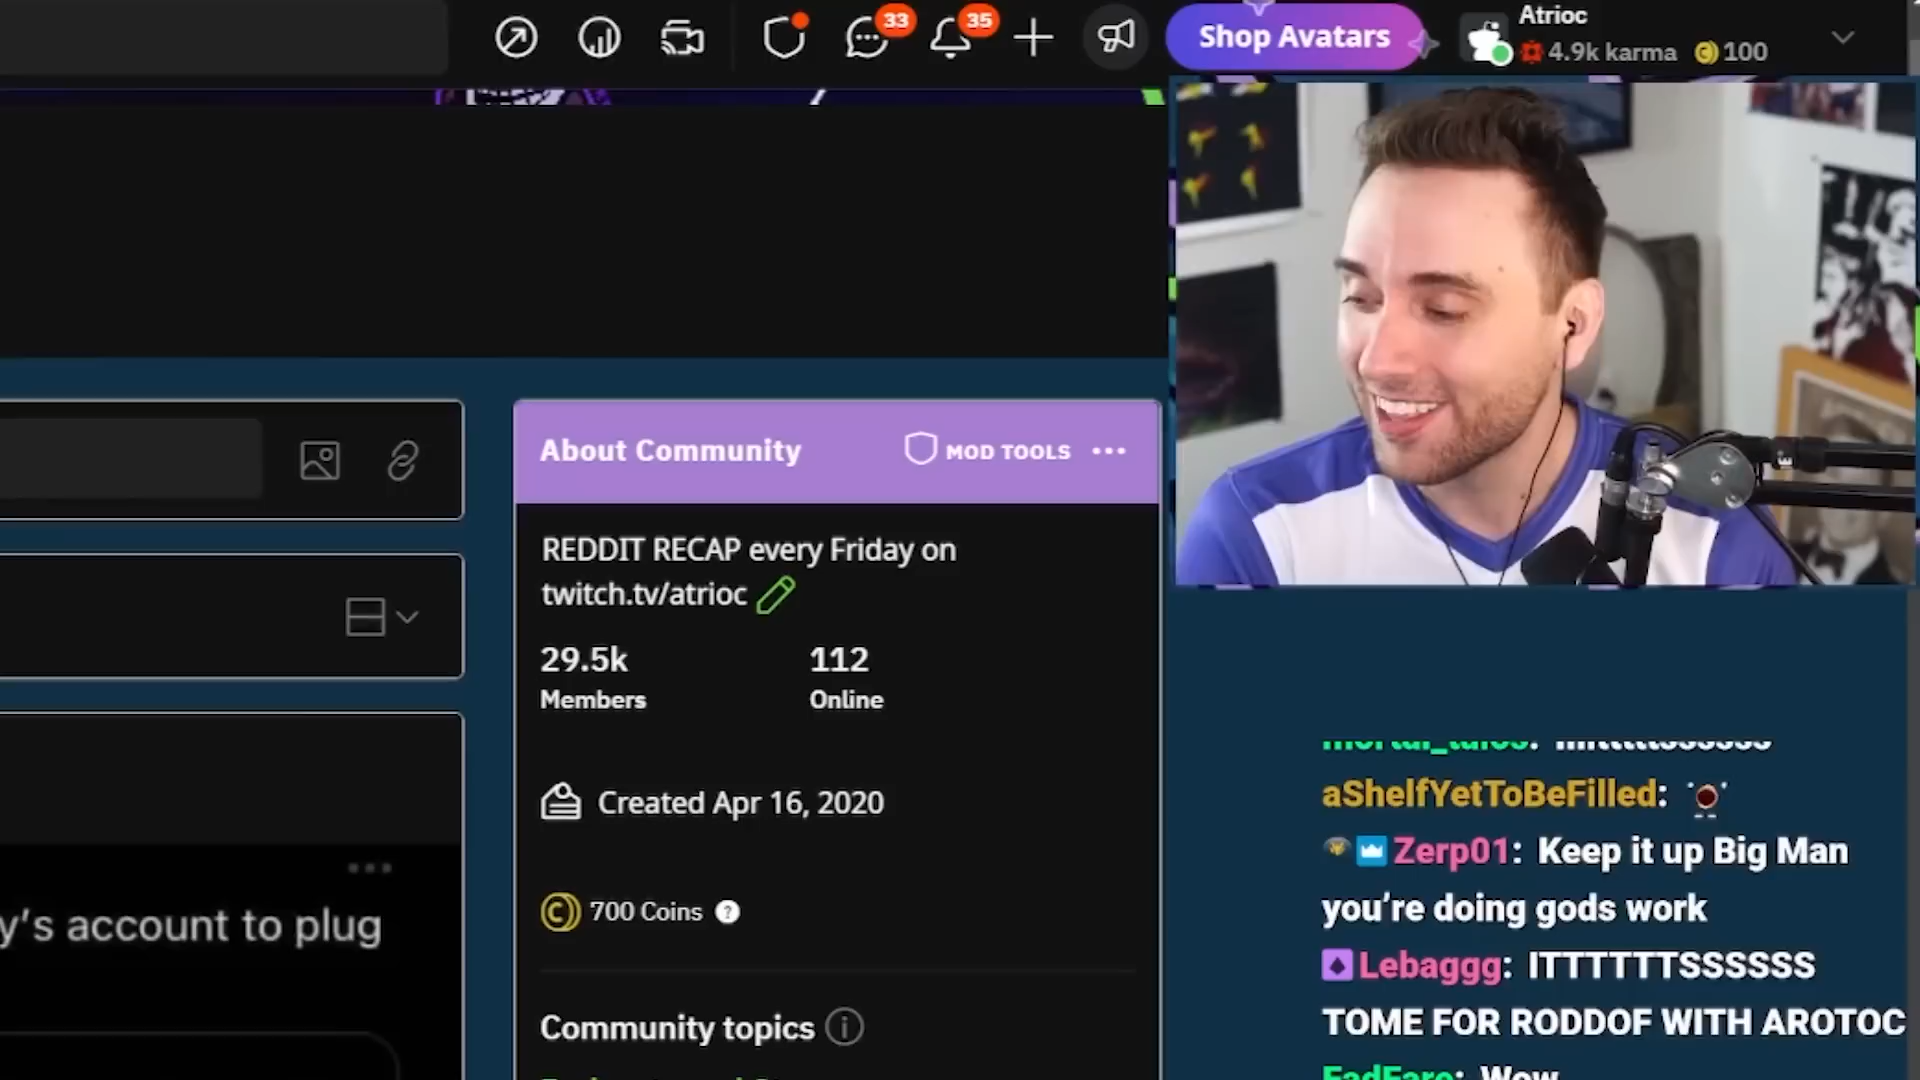 33
35
Shop Avatars
Atrioc
4.9k karma
100
About Community
MOD TOOLS
REDDIT RECAP every Friday on
twitch.tv/atrioc
29.5k
112
Members
Online
Created Apr 16, 2020
700 Coins
y's account to plug
Community topics
aShelfYetToBeFilled:
Zerp01: Keep it up Big Man
you're doing gods work
Lebaggg: ITTTTTTSSSSSS
TOME FOR RODDOF WITH AROTOC
FadFaro: Wow